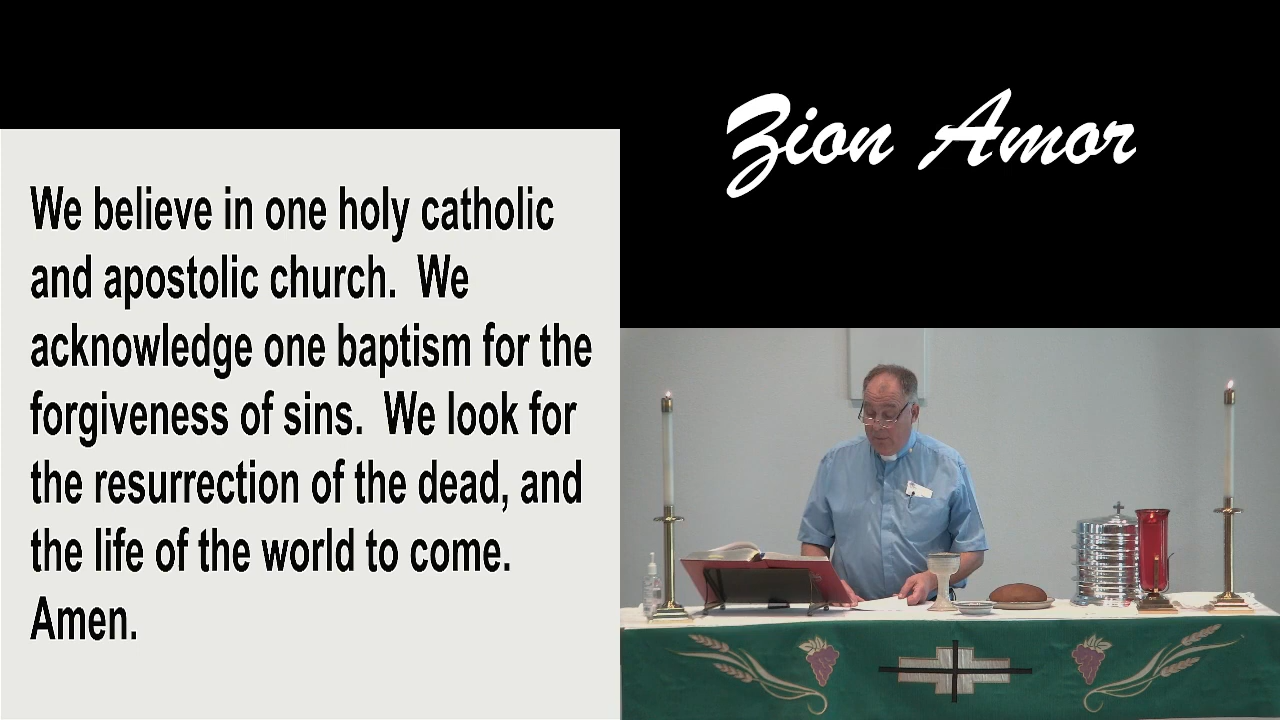 Zion Amor
We believe in one holy catholic
and apostolic church.  We
acknowledge one baptism for the
forgiveness of sins.  We look for
the resurrection of the dead, and
the life of the world to come.
Amen.